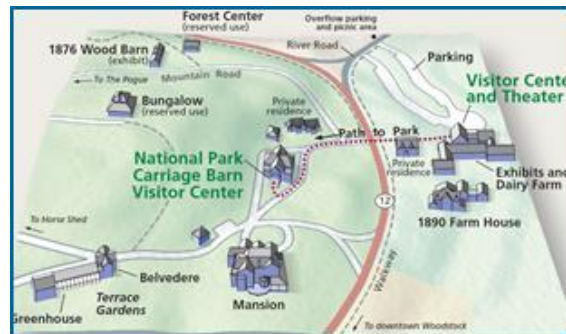 Forest Center
(reserved use)
Overflow parking
and picnic area
River Road
1876 Wood Barn
(exhibit)
Parking
To The Pogue
Mountain Road
Visitor Cente
and Theater
Bungalow
(reserved use)
Private
residence
Path to Park
National Park
Carriage Barn
Visitor Center
Private
residence
Exhibits and
Dairy Farm
12
1890 Farm House
To Horse Shed
Walkway
Belvedere
Mansion
Terrace
Gardens
Greenhouse
To downtown Woodstock